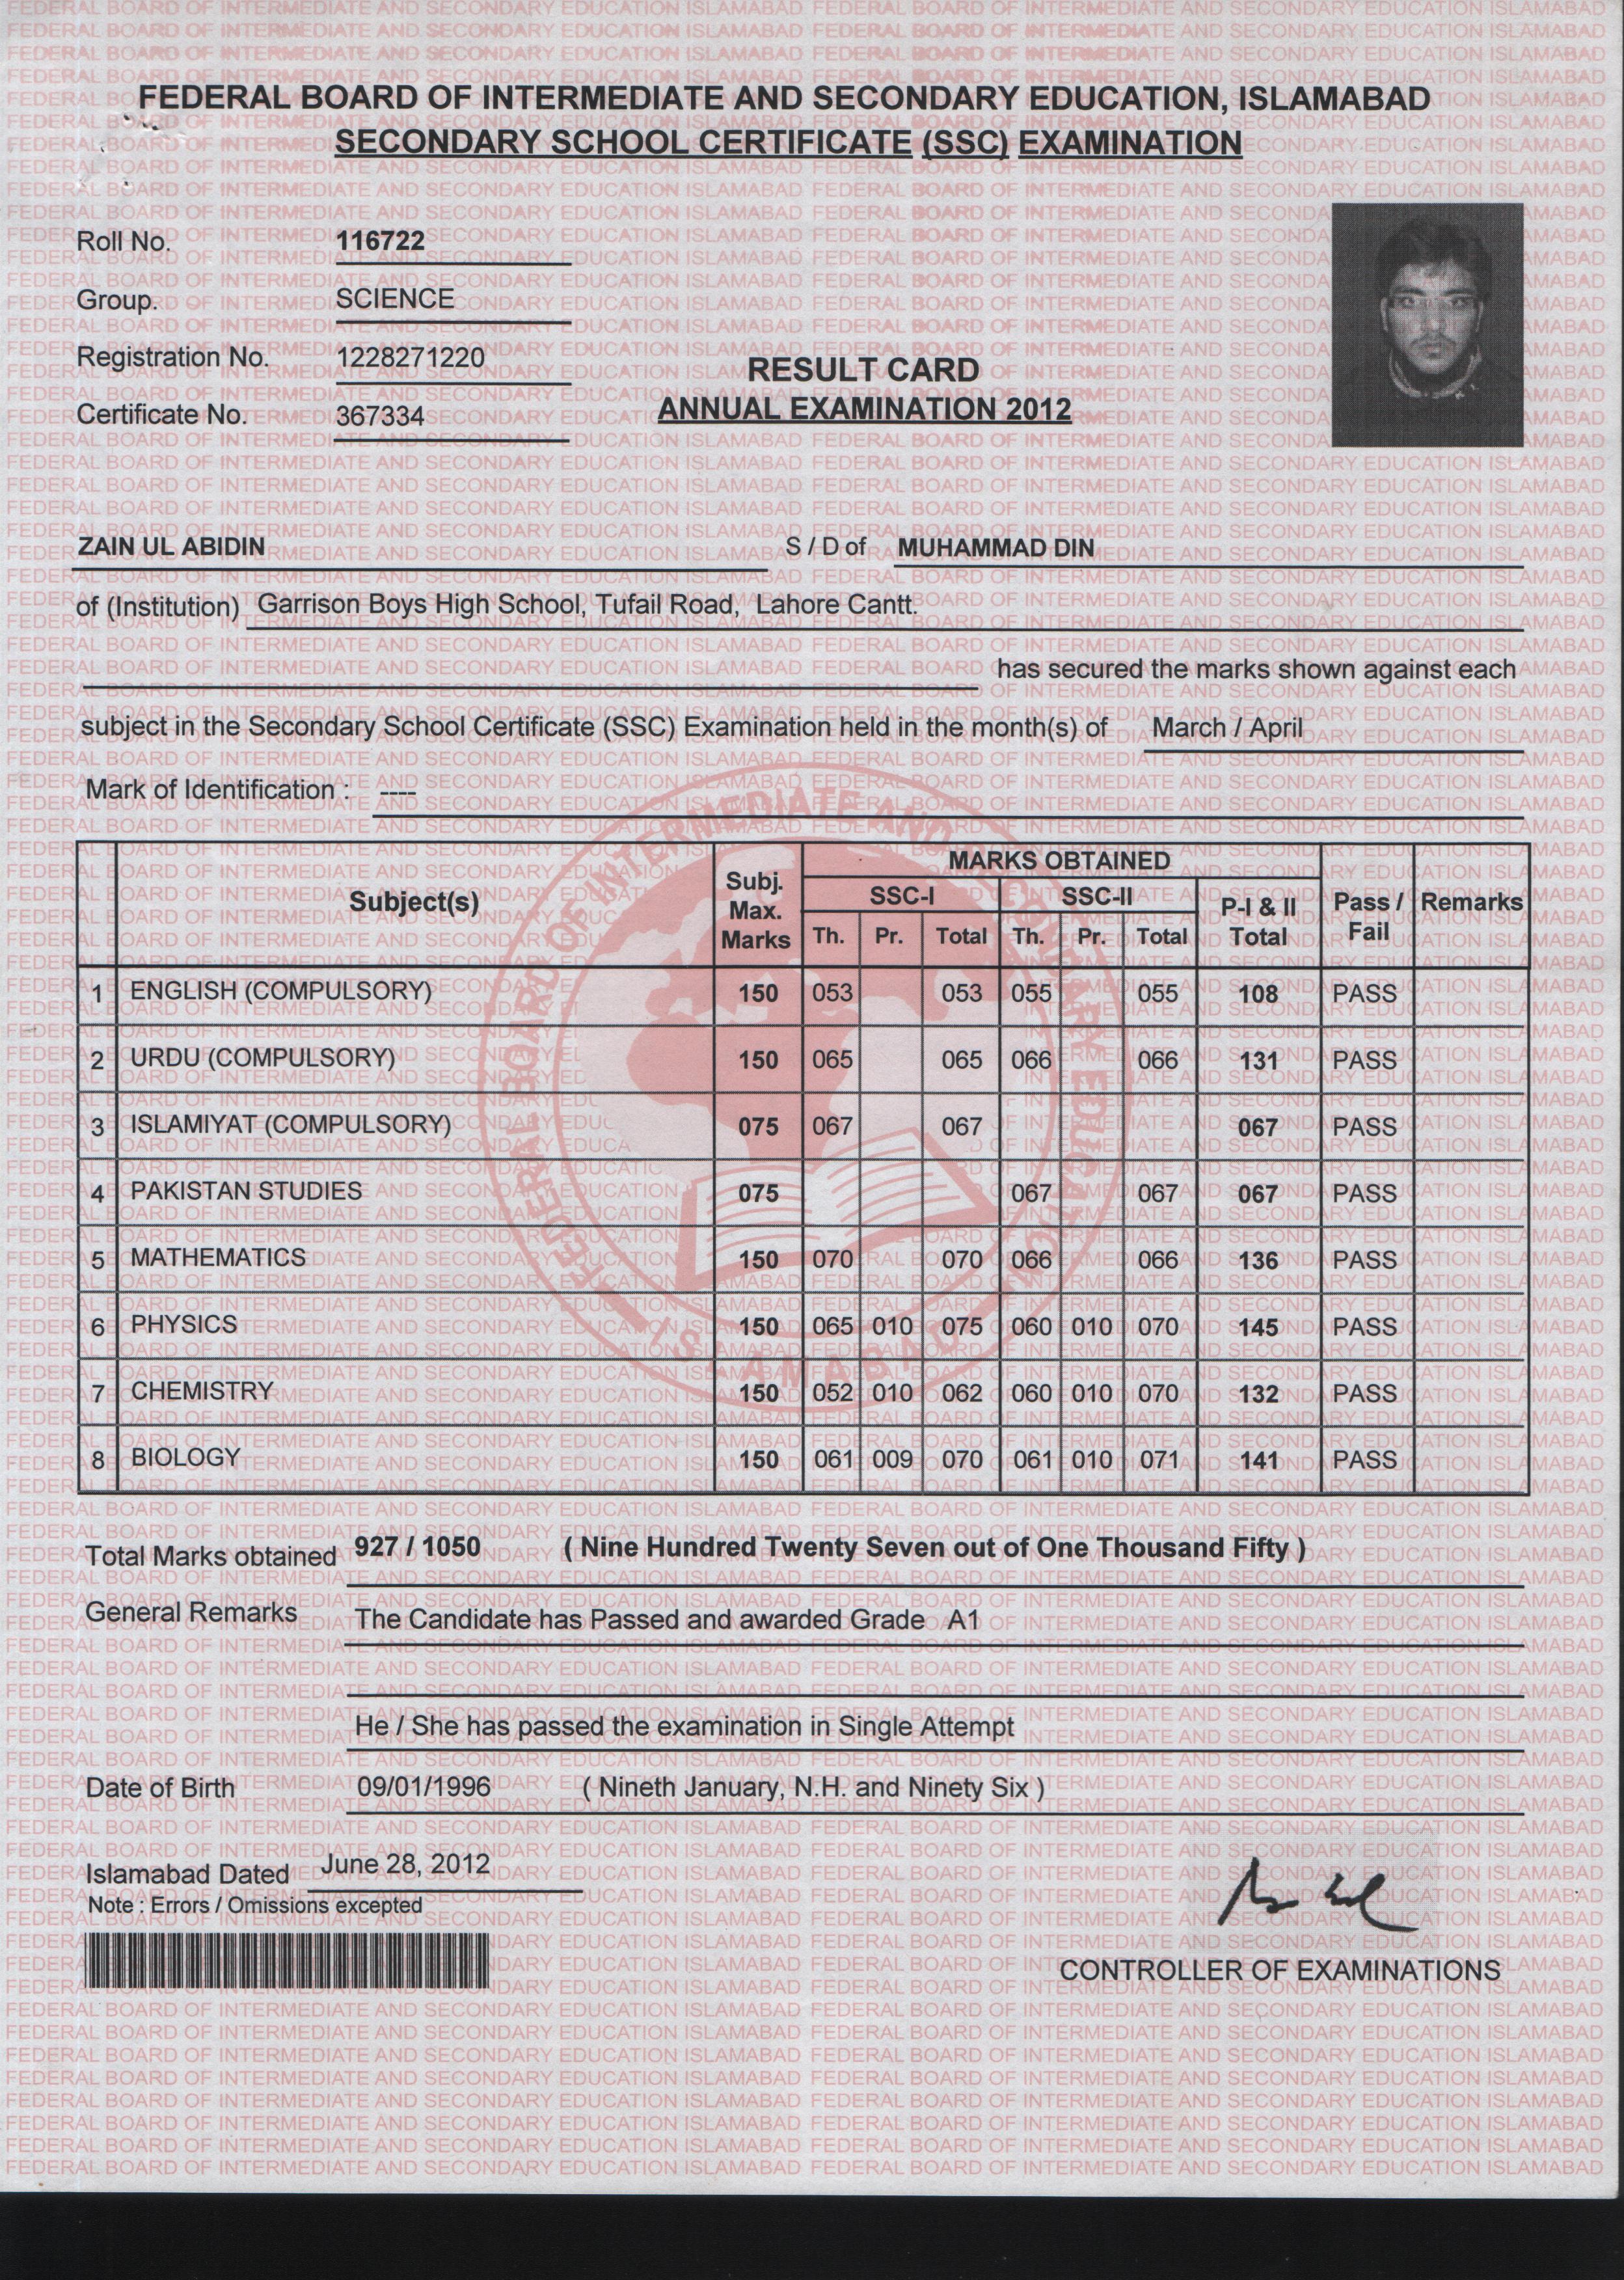 FEDERAL BOARD OF INTERMEDIATE AND SECONDARY EDUCATION, ISLAMABAD
SECONDARY SCHOOL CERTIFICATE (SSC) EXAMINATION
Roll No. 116722
Group. SCIENCE
Registration No. 1228271220
Certificate No. 367334
RESULT CARD
ANNUAL EXAMINATION 2012
ZAIN UL ABIDIN S / D of MUHAMMAD DIN
of (Institution) Garrison Boys High School, Tufail Road, Lahore Cantt.
has secured the marks shown against each
subject in the Secondary School Certificate (SSC) Examination held in the month(s) of March / April
Mark of Identification : ----
Subject(s) Subj. Max. Marks MARKS OBTAINED Pass / Fail Remarks
SSC-I SSC-II P-I & II Total
Th. Pr. Total Th. Pr. Total
1 ENGLISH (COMPULSORY) 150 053 053 055 055 108 PASS
2 URDU (COMPULSORY) 150 065 065 066 066 131 PASS
3 ISLAMIYAT (COMPULSORY) 075 067 067 067 PASS
4 PAKISTAN STUDIES 075 067 067 067 PASS
5 MATHEMATICS 150 070 070 066 066 136 PASS
6 PHYSICS 150 065 010 075 060 010 070 145 PASS
7 CHEMISTRY 150 052 010 062 060 010 070 132 PASS
8 BIOLOGY 150 061 009 070 061 010 071 141 PASS
Total Marks obtained 927 / 1050 ( Nine Hundred Twenty Seven out of One Thousand Fifty )
General Remarks The Candidate has Passed and awarded Grade A1
He / She has passed the examination in Single Attempt
Date of Birth 09/01/1996 ( Nineth January, N.H. and Ninety Six )
Islamabad Dated June 28, 2012
Note : Errors / Omissions excepted
CONTROLLER OF EXAMINATIONS
FEDERAL BOARD OF INTERMEDIATE AND SECONDARY EDUCATION
ISLAMABAD